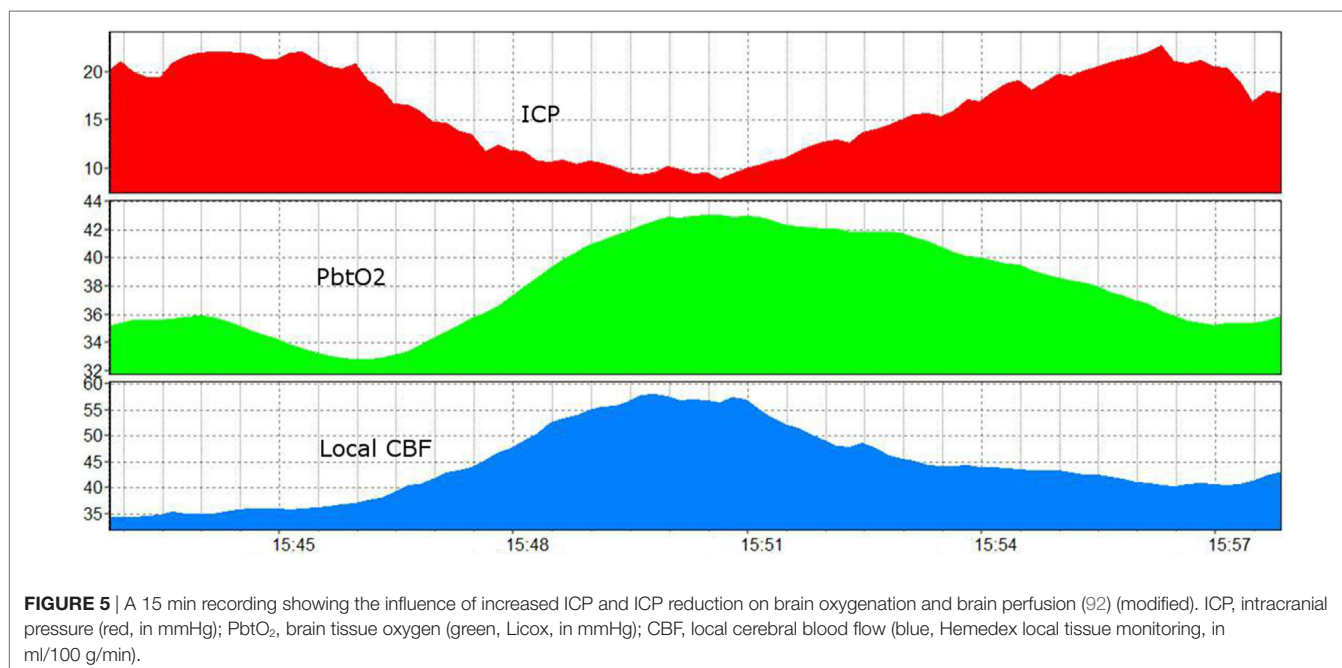 20
15
10
ICP
44
42
40
38
36
34
32
PbtO2
60
55
50
45
40
35
Local CBF
15:45 15:48 15:51 15:54 15:57
FIGURE 5 | A 15 min recording showing the influence of increased ICP and ICP reduction on brain oxygenation and brain perfusion (92) (modified). ICP, intracranial
pressure (red, in mmHg); PbtO₂, brain tissue oxygen (green, Licox, in mmHg); CBF, local cerebral blood flow (blue, Hemedex local tissue monitoring, in
ml/100 g/min).